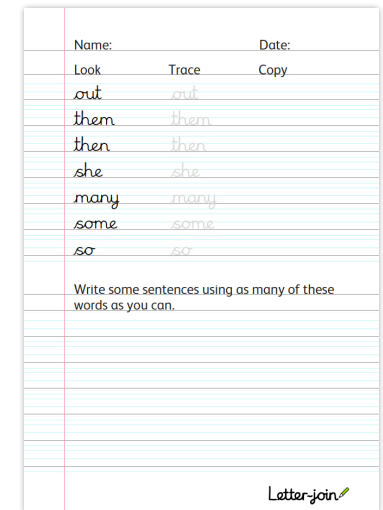 Name: Date:
Look Trace Copy
out out
them them
then then
she she
many many
some some
so so
Write some sentences using as many of these
words as you can.
Letter-join